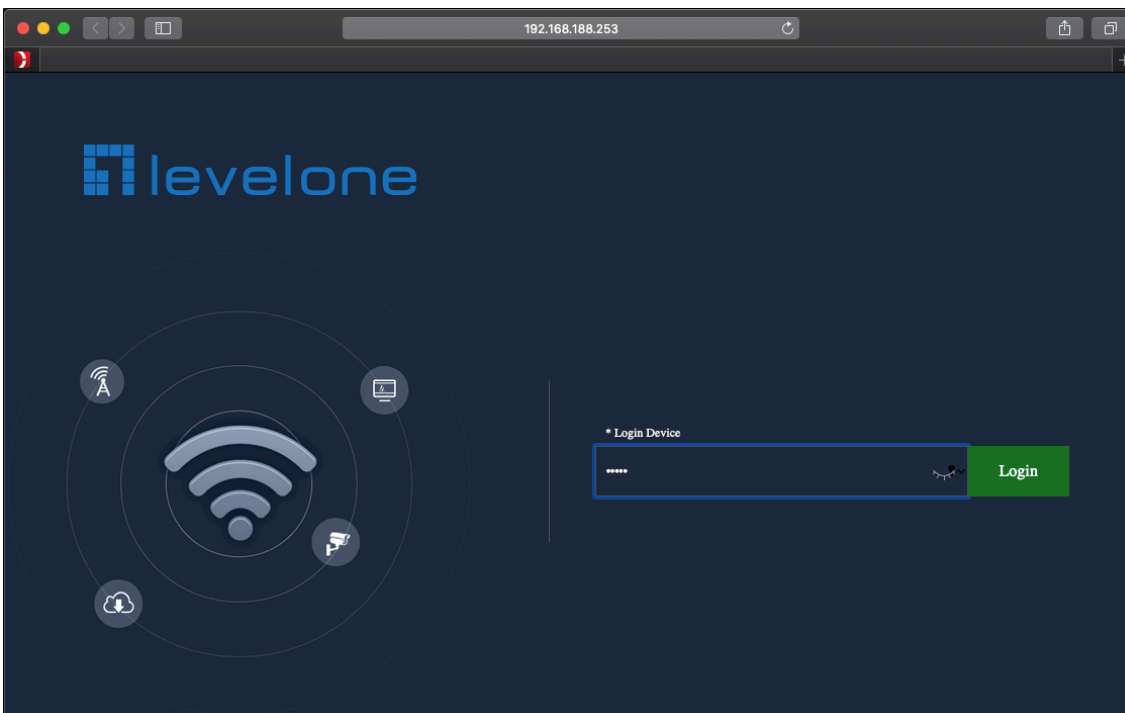 192.168.188.253
levelone
* Login Device
•••••
Login